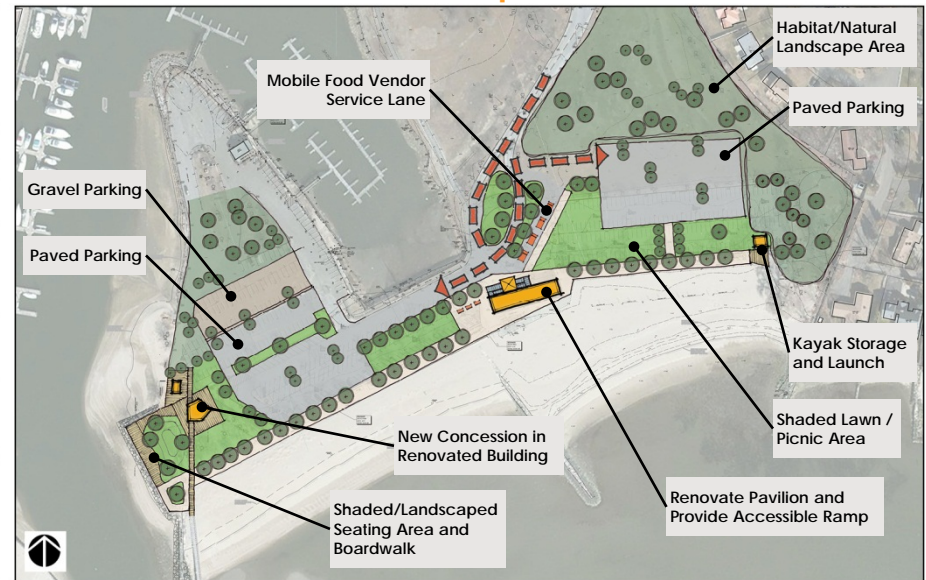 Habitat/Natural
Landscape Area
Mobile Food Vendor
Service Lane
Paved Parking
Gravel Parking
Paved Parking
Kayak Storage
and Launch
Shaded Lawn /
Picnic Area
New Concession in
Renovated Building
Renovate Pavilion and
Provide Accessible Ramp
Shaded/Landscaped
Seating Area and
Boardwalk